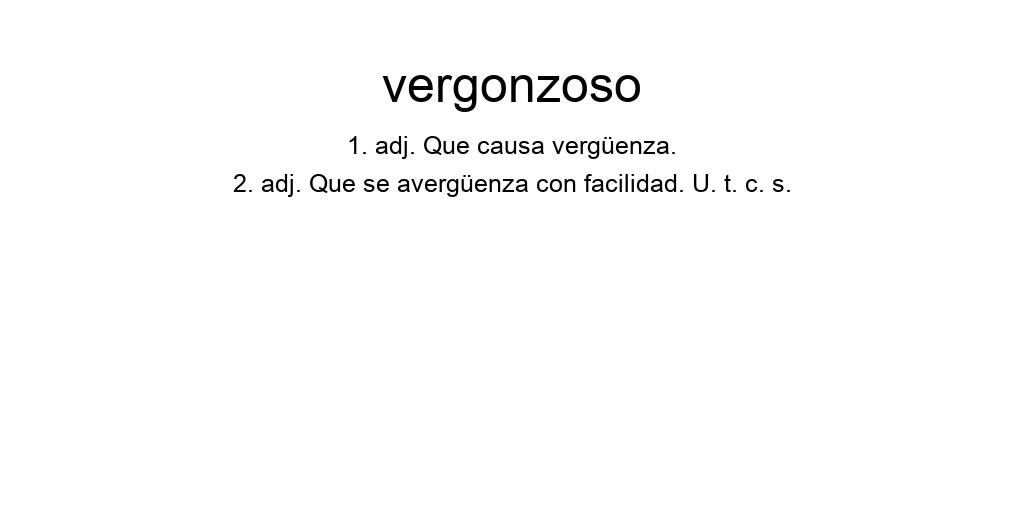 vergonzoso
1. adj. Que causa vergüenza.
2. adj. Que se avergüenza con facilidad. U. t. c. s.